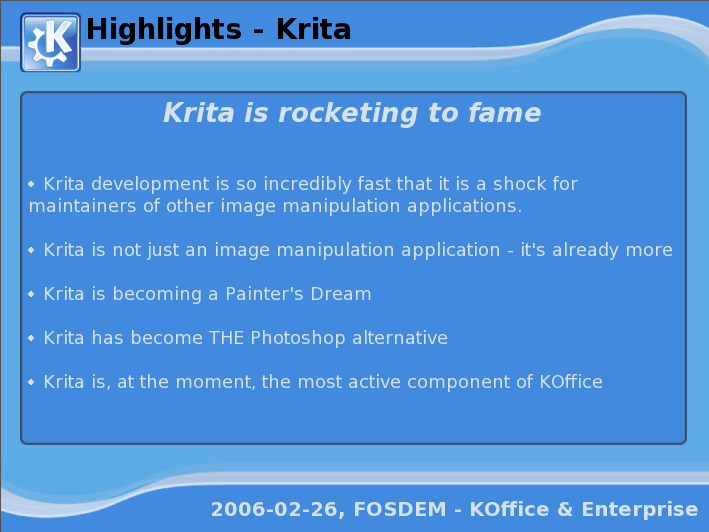 Highlights - Krita
Krita is rocketing to fame
• Krita development is so incredibly fast that it is a shock for
maintainers of other image manipulation applications.
• Krita is not just an image manipulation application - it's already more
• Krita is becoming a Painter's Dream
• Krita has become THE Photoshop alternative
• Krita is, at the moment, the most active component of KOffice
2006-02-26, FOSDEM - KOffice & Enterprise